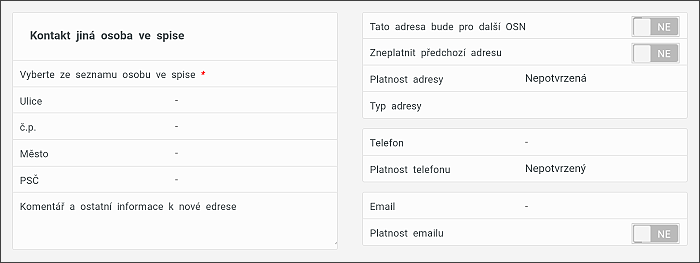 Kontakt jiná osoba ve spise
Vyberte ze seznamu osobu ve spise *
Ulice -
č.p. -
Město -
PSČ -
Komentář a ostatní informace k nové edrese
Tato adresa bude pro další OSN NE
Zneplatnit předchozí adresu NE
Platnost adresy Nepotvrzená
Typ adresy
Telefon -
Platnost telefonu Nepotvrzený
Email -
Platnost emailu NE